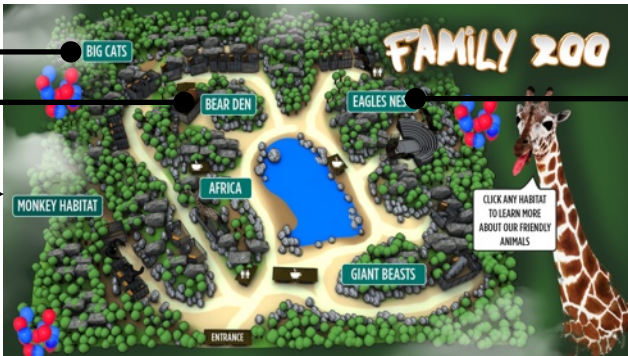 FAMILY ZOO
BIG CATS
BEAR DEN
EAGLES NES
AFRICA
MONKEY HABITAT
CLICK ANY HABITAT
TO LEARN MORE
ABOUT OUR FRIENDLY
ANIMALS
GIANT BEASTS
ENTRANCE